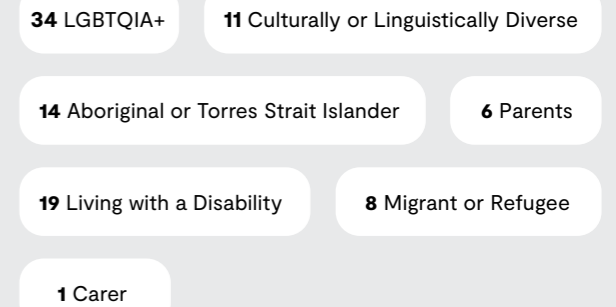 34 LGBTQIA+
11 Culturally or Linguistically Diverse
14 Aboriginal or Torres Strait Islander
6 Parents
19 Living with a Disability
8 Migrant or Refugee
1 Carer